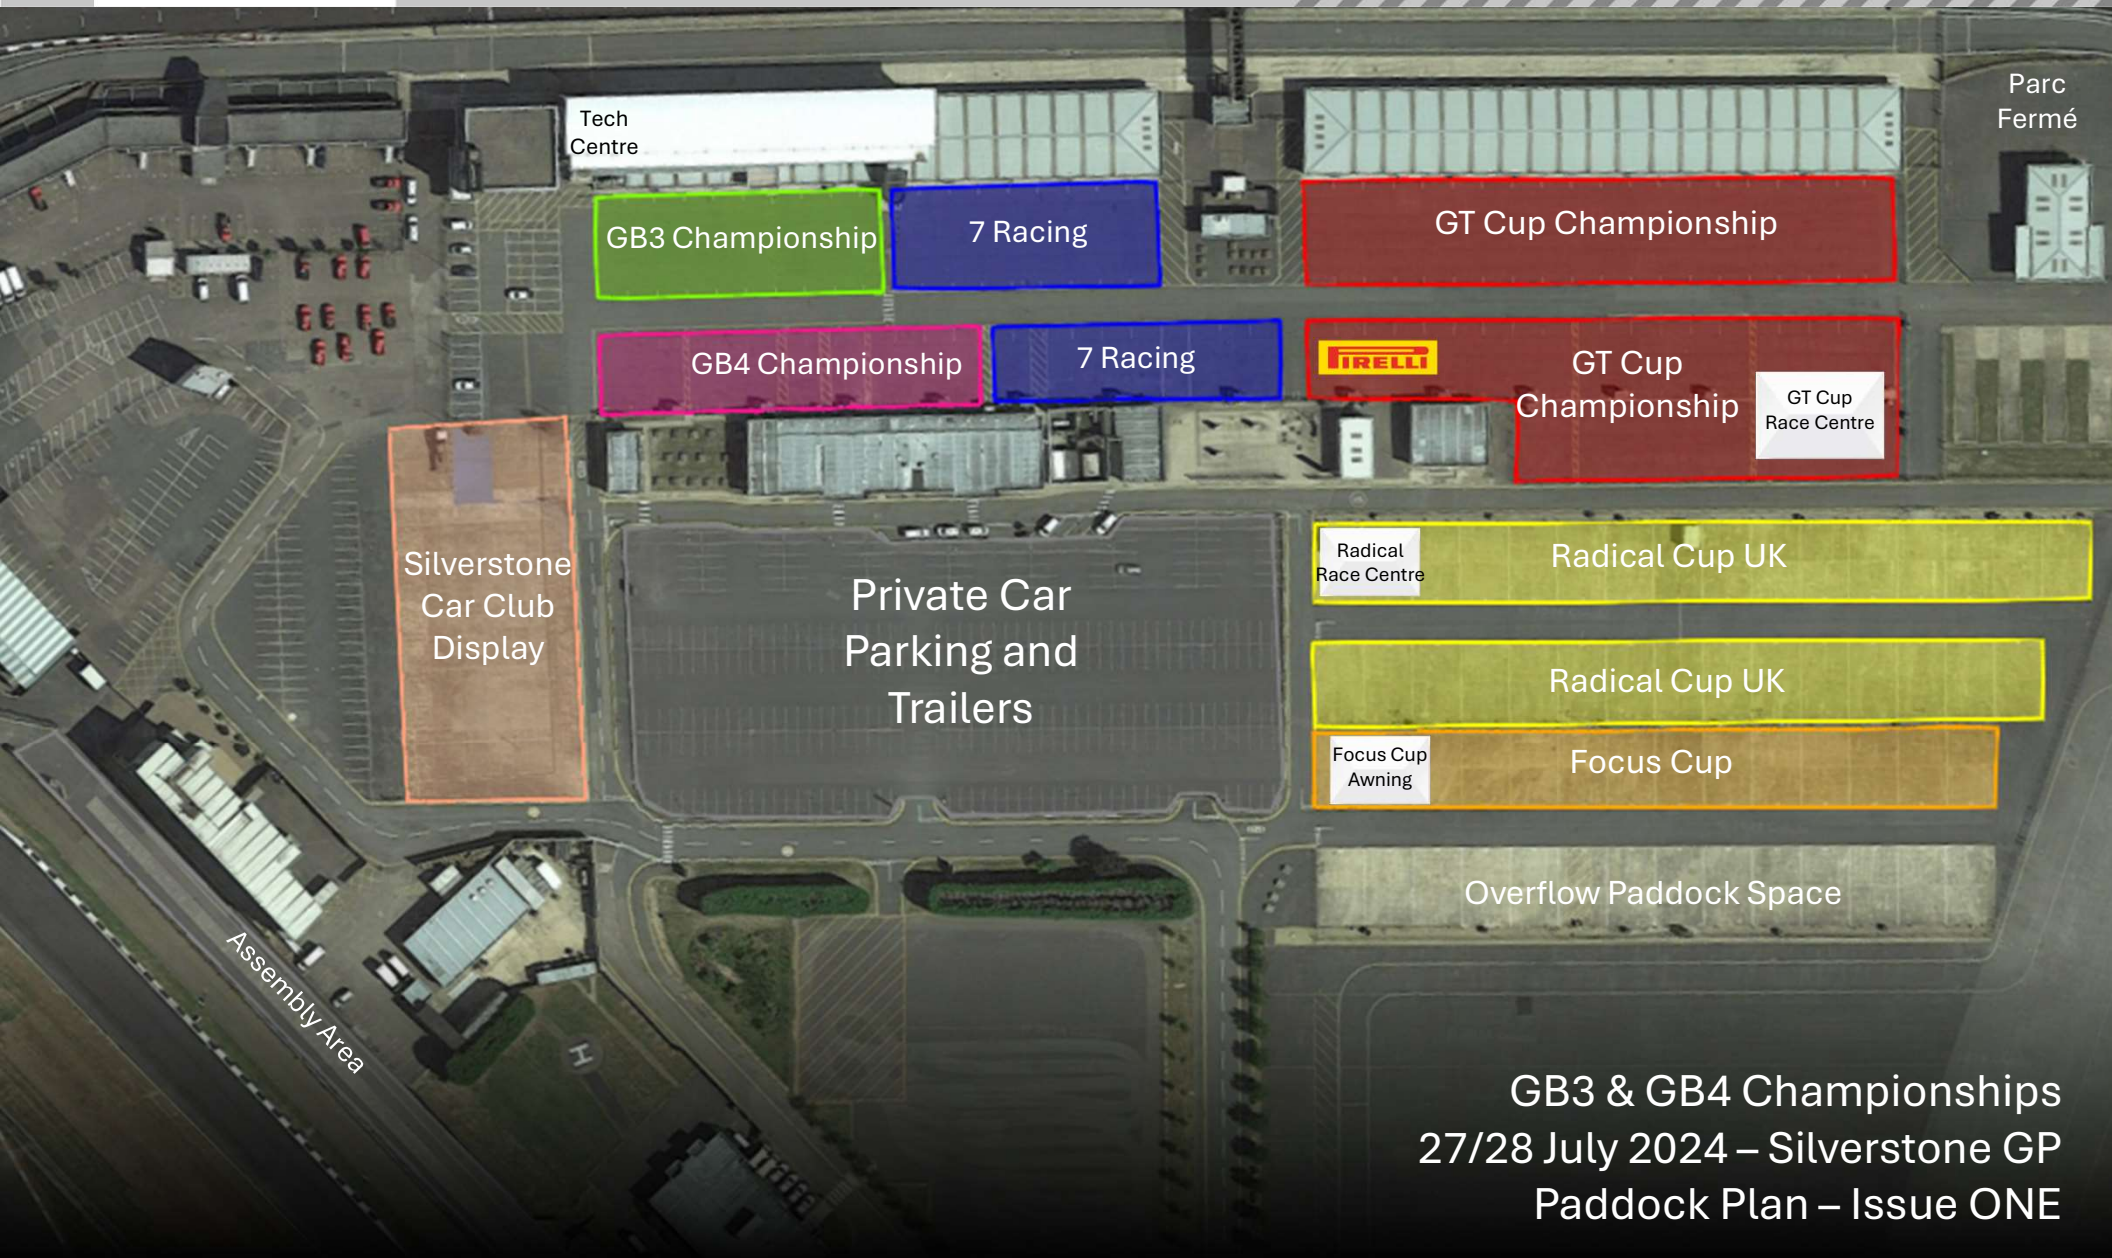 Parc
Fermé
Tech
Centre
GB3 Championship
7 Racing
GT Cup Championship
GB4 Championship
7 Racing
PIRELLI
GT Cup
Championship
GT Cup
Race Centre
Silverstone
Car Club
Display
Private Car
Parking and
Trailers
Radical
Race Centre
Radical Cup UK
Radical Cup UK
Focus Cup
Awning
Focus Cup
Overflow Paddock Space
Assembly Area
H
GB3 & GB4 Championships
27/28 July 2024 – Silverstone GP
Paddock Plan – Issue ONE